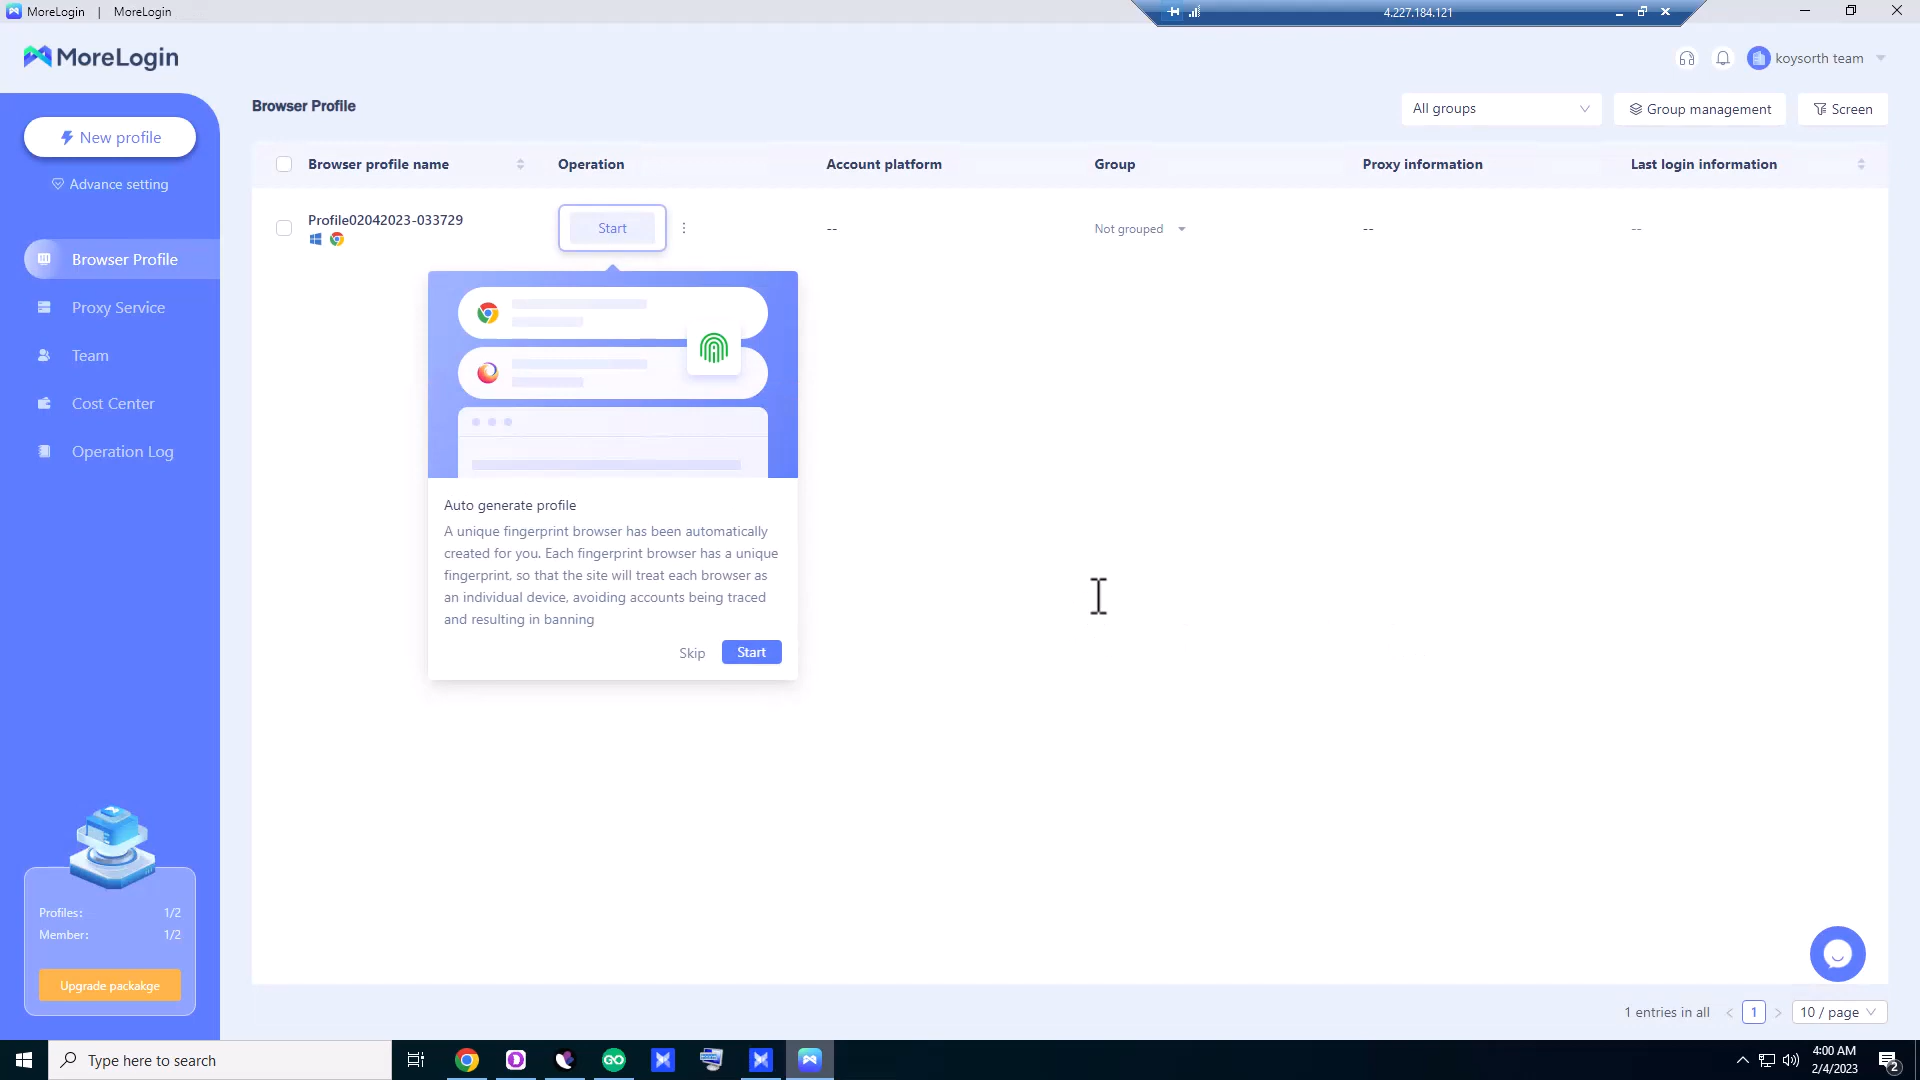 MoreLogin | MoreLogin
4.227.184.121
MoreLogin
koysorth team
New profile
Advance setting
Browser Profile
Proxy Service
Team
Cost Center
Operation Log
Profiles: 1/2
Member: 1/2
Upgrade packakge
Browser Profile
All groups
Group management
Screen
Browser profile name
Operation
Account platform
Group
Proxy information
Last login information
Profile02042023-033729
Start
--
Not grouped
--
--
Auto generate profile
A unique fingerprint browser has been automatically
created for you. Each fingerprint browser has a unique
fingerprint, so that the site will treat each browser as
an individual device, avoiding accounts being traced
and resulting in banning
Skip
Start
1 entries in all
1
10 / page
Type here to search
GO
4:00 AM
2/4/2023
2